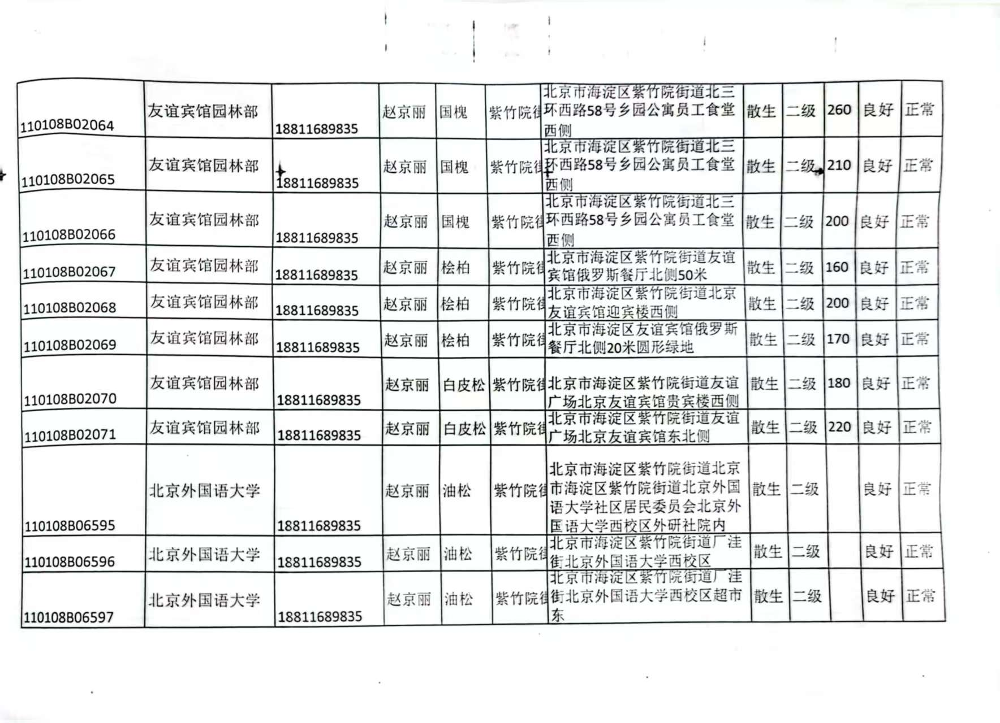 110108B02064 友谊宾馆园林部 18811689835 赵京丽 国槐 紫竹院街 北京市海淀区紫竹院街道北三
环西路58号乡园公寓员工食堂
西侧 散生 二级 260 良好 正常
110108B02065 友谊宾馆园林部 18811689835 赵京丽 国槐 紫竹院街 北京市海淀区紫竹院街道北三
环西路58号乡园公寓员工食堂
西侧 散生 二级 210 良好 正常
110108B02066 友谊宾馆园林部 18811689835 赵京丽 国槐 紫竹院街 北京市海淀区紫竹院街道北三
环西路58号乡园公寓员工食堂
西侧 散生 二级 200 良好 正常
110108B02067 友谊宾馆园林部 18811689835 赵京丽 桧柏 紫竹院街 北京市海淀区紫竹院街道友谊
宾馆俄罗斯餐厅北侧50米 散生 二级 160 良好 正常
110108B02068 友谊宾馆园林部 18811689835 赵京丽 桧柏 紫竹院街 北京市海淀区紫竹院街道北京
友谊宾馆迎宾楼西侧 散生 二级 200 良好 正常
110108B02069 友谊宾馆园林部 18811689835 赵京丽 桧柏 紫竹院街 北京市海淀区友谊宾馆俄罗斯
餐厅北侧20米圆形绿地 散生 二级 170 良好 正常
110108B02070 友谊宾馆园林部 18811689835 赵京丽 白皮松 紫竹院街 北京市海淀区紫竹院街道友谊
广场北京友谊宾馆贵宾楼西侧 散生 二级 180 良好 正常
110108B02071 友谊宾馆园林部 18811689835 赵京丽 白皮松 紫竹院街 北京市海淀区紫竹院街道友谊
广场北京友谊宾馆东北侧 散生 二级 220 良好 正常
110108B06595 北京外国语大学 18811689835 赵京丽 油松 紫竹院街 北京市海淀区紫竹院街道北京
市海淀区紫竹院街道北京外国
语大学社区居民委员会北京外
国语大学西校区外研社院内 散生 二级 良好 正常
110108B06596 北京外国语大学 18811689835 赵京丽 油松 紫竹院街 北京市海淀区紫竹院街道厂洼
街北京外国语大学西校区 散生 二级 良好 正常
110108B06597 北京外国语大学 18811689835 赵京丽 油松 紫竹院街 北京市海淀区紫竹院街道厂洼
街北京外国语大学西校区超市
东 散生 二级 良好 正常